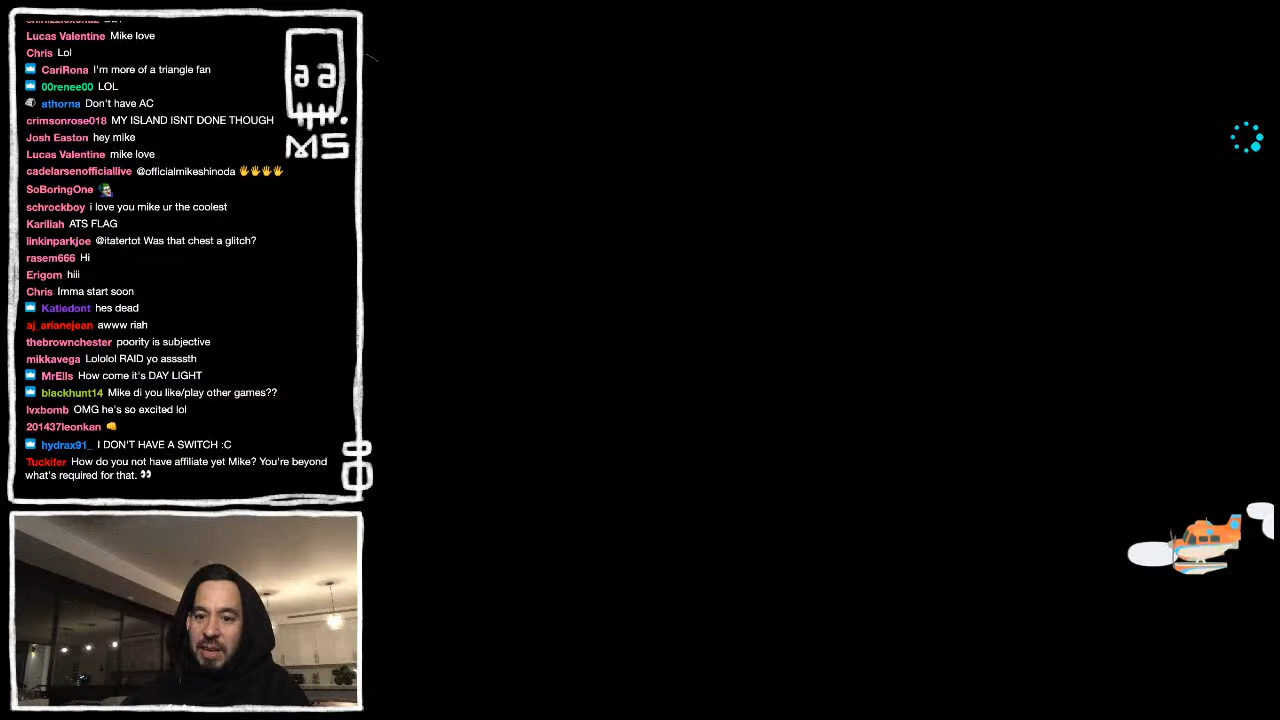 Lucas Valentine Mike love
Chris Lol
CariRona I'm more of a triangle fan
00renee00 LOL
athorna Don't have AC
crimsonrose018 MY ISLAND ISNT DONE THOUGH
Josh Easton hey mike
Lucas Valentine mike love
cadelarsenofficiallive @officialmikeshinoda 🖐🖐🖐🖐
SoBoringOne
schrockboy i love you mike ur the coolest
Kariliah ATS FLAG
linkinparkjoe @itatertot Was that chest a glitch?
rasem666 Hi
Erigom hiii
Chris Imma start soon
Katiedont hes dead
aj_arianejean awww riah
thebrownchester poority is subjective
mikkavega Lololol RAID yo asssssth
MrElls How come it's DAY LIGHT
blackhunt14 Mike di you like/play other games??
lvxbomb OMG he's so excited lol
201437leonkan 👊
hydrax91_ I DON'T HAVE A SWITCH :C
Tuckifer How do you not have affiliate yet Mike? You're beyond
what's required for that. 👀
aa
MS